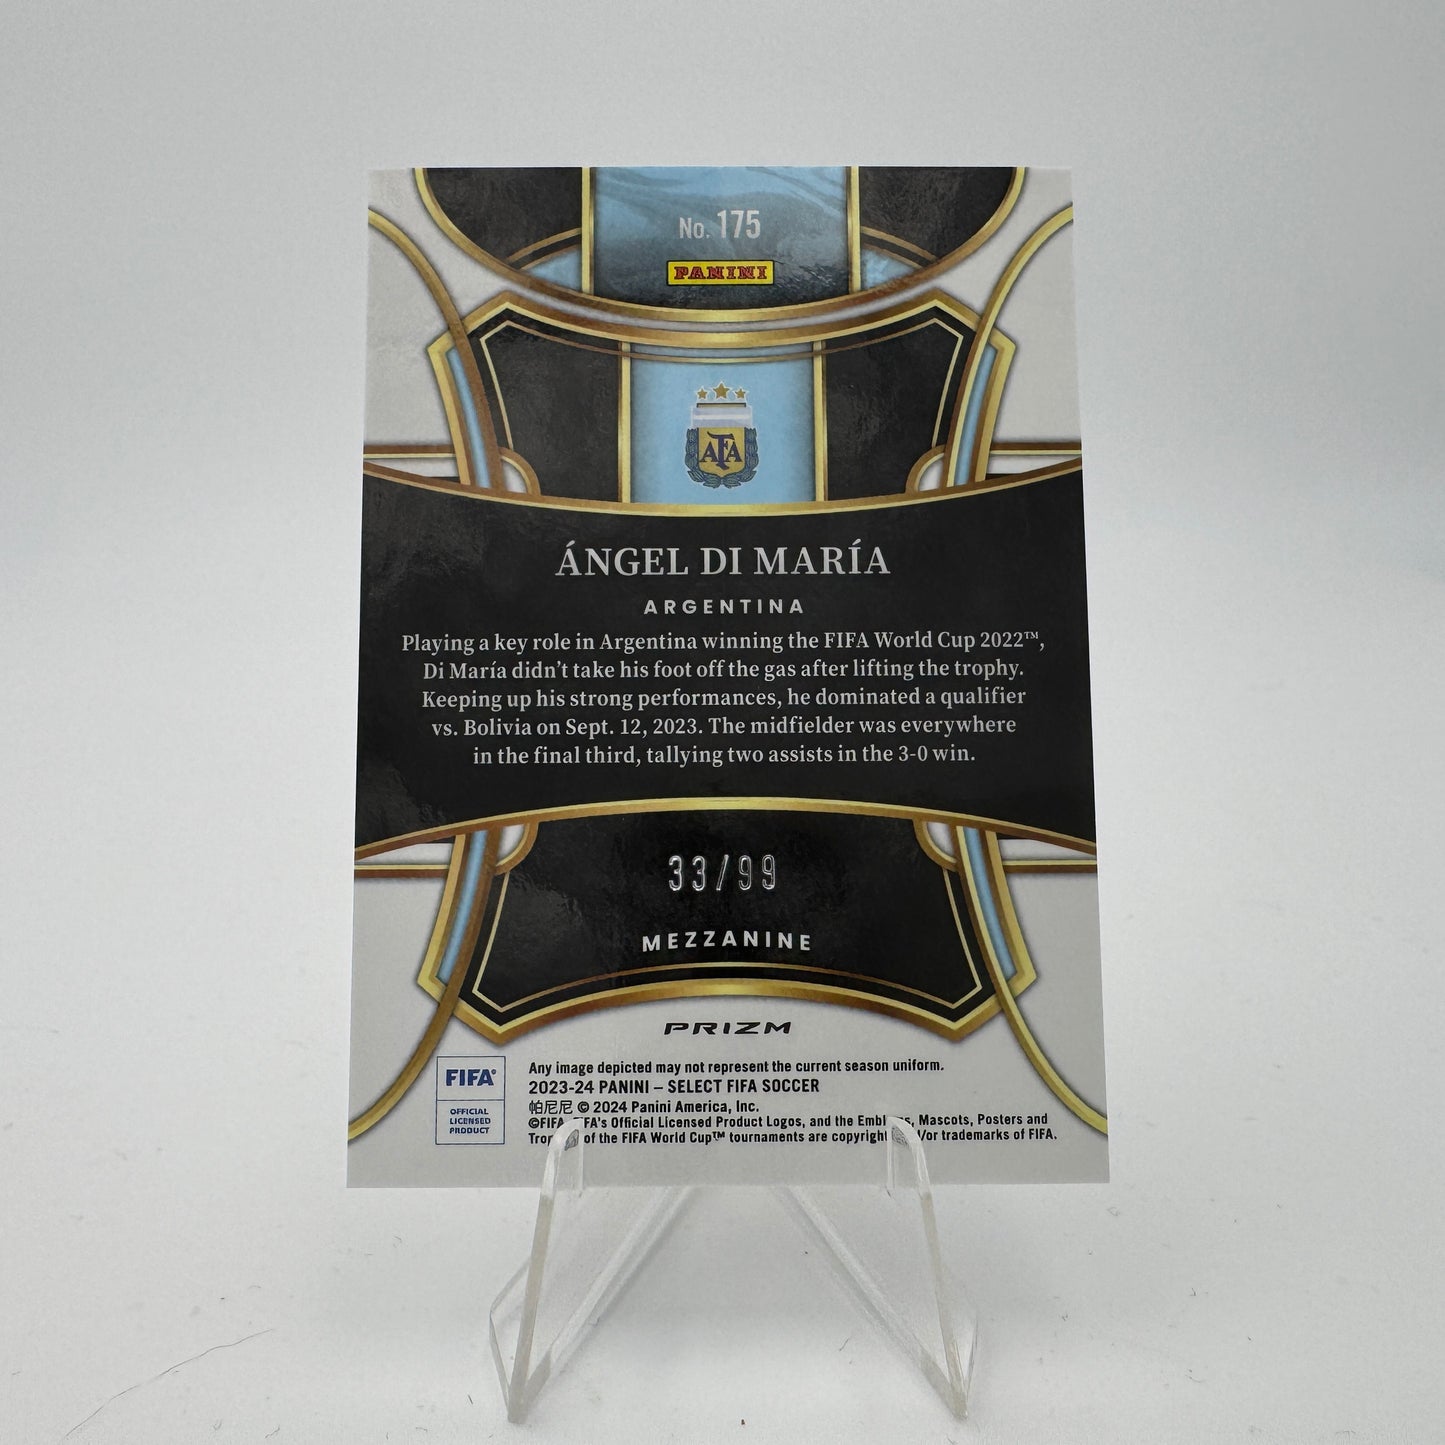 No. 175
PANINI
AFA
ÁNGEL DI MARÍA
ARGENTINA
Playing a key role in Argentina winning the FIFA World Cup 2022™,
Di María didn't take his foot off the gas after lifting the trophy.
Keeping up his strong performances, he dominated a qualifier
vs. Bolivia on Sept. 12, 2023. The midfielder was everywhere
in the final third, tallying two assists in the 3-0 win.
33/99
MEZZANINE
PRIZM
FIFA®
OFFICIAL
LICENSED
PRODUCT
Any image depicted may not represent the current season uniform.
2023-24 PANINI – SELECT FIFA SOCCER
帕尼尼 © 2024 Panini America, Inc.
©FIFA, FIFA's Official Licensed Product Logos, and the Mascots, Posters and
of the FIFA World Cup™ tournaments are trademarks of FIFA.